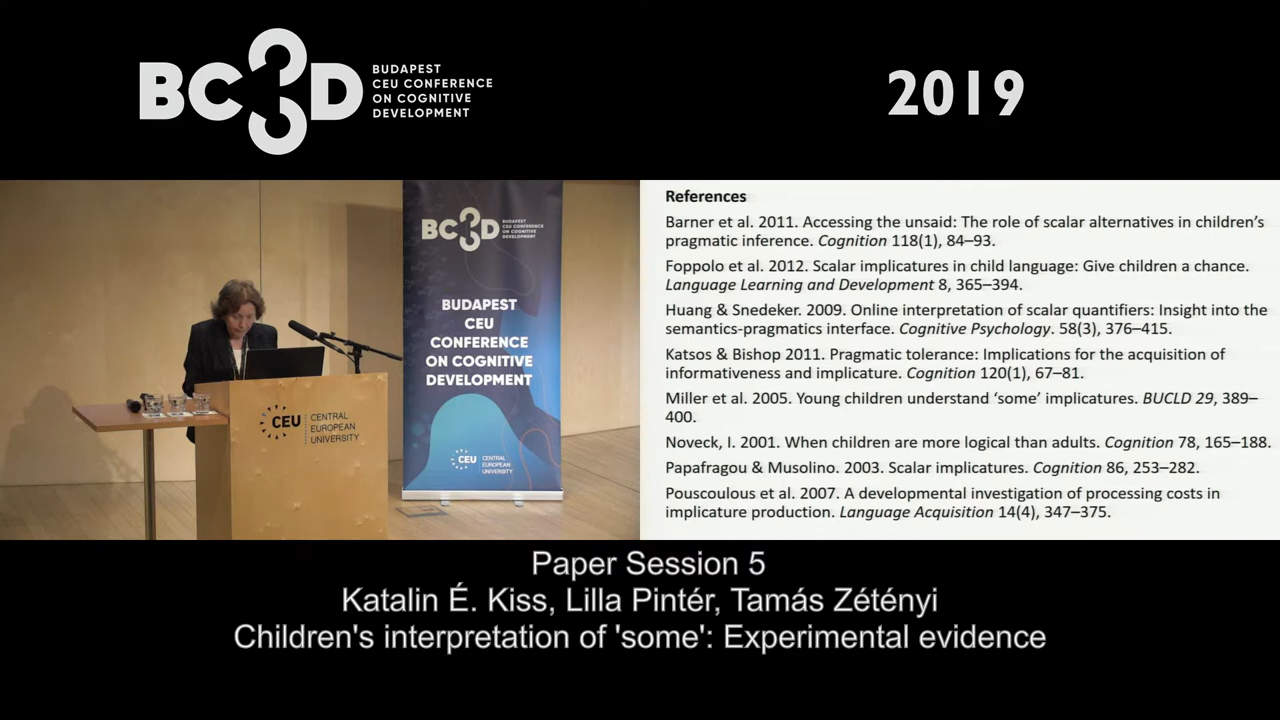 BC3D
BUDAPEST
CEU CONFERENCE
ON COGNITIVE
DEVELOPMENT
2019
BC3D
BUDAPEST
CEU CONFERENCE
ON COGNITIVE
DEVELOPMENT
BUDAPEST
CEU
CONFERENCE
ON COGNITIVE
DEVELOPMENT
CEU
CENTRAL
EUROPEAN
UNIVERSITY
CEU
CENTRAL
EUROPEAN
UNIVERSITY
References
Barner et al. 2011. Accessing the unsaid: The role of scalar alternatives in children’s
pragmatic inference. Cognition 118(1), 84–93.
Foppolo et al. 2012. Scalar implicatures in child language: Give children a chance.
Language Learning and Development 8, 365–394.
Huang & Snedeker. 2009. Online interpretation of scalar quantifiers: Insight into the
semantics-pragmatics interface. Cognitive Psychology. 58(3), 376–415.
Katsos & Bishop 2011. Pragmatic tolerance: Implications for the acquisition of
informativeness and implicature. Cognition 120(1), 67–81.
Miller et al. 2005. Young children understand ‘some’ implicatures. BUCLD 29, 389–
400.
Noveck, I. 2001. When children are more logical than adults. Cognition 78, 165–188.
Papafragou & Musolino. 2003. Scalar implicatures. Cognition 86, 253–282.
Pouscoulous et al. 2007. A developmental investigation of processing costs in
implicature production. Language Acquisition 14(4), 347–375.
Paper Session 5
Katalin É. Kiss, Lilla Pintér, Tamás Zétényi
Children's interpretation of 'some': Experimental evidence